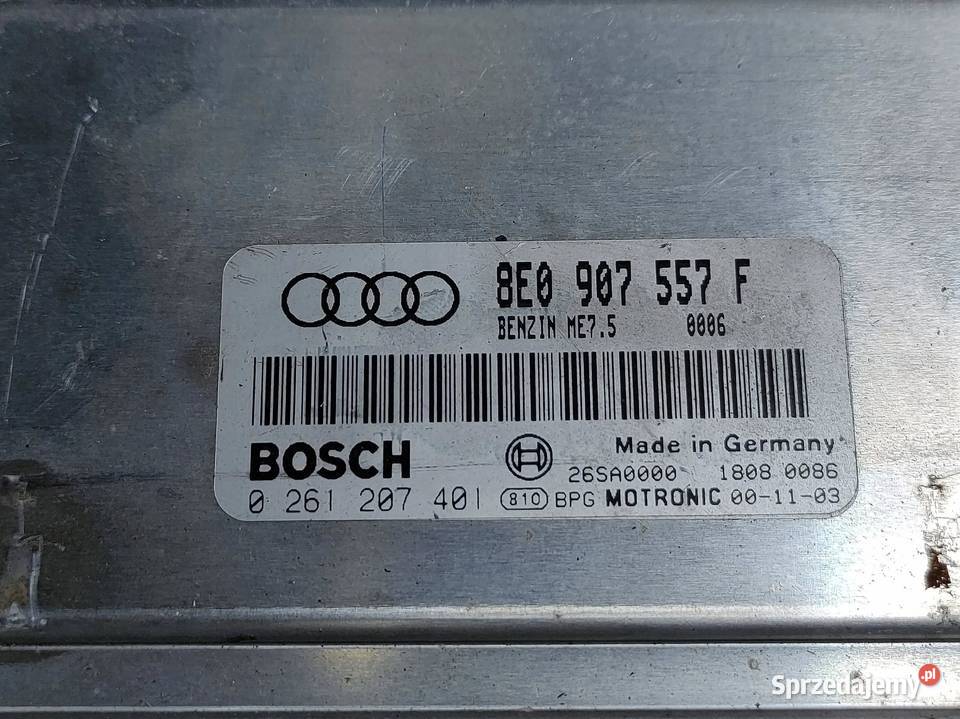 8E0 907 557 F
BENZIN ME7.5 0006
BOSCH Made in Germany
26SA0000 1808 0086
0 261 207 401 810 BPG MOTRONIC 00-11-03
Sprzedajemy.pl